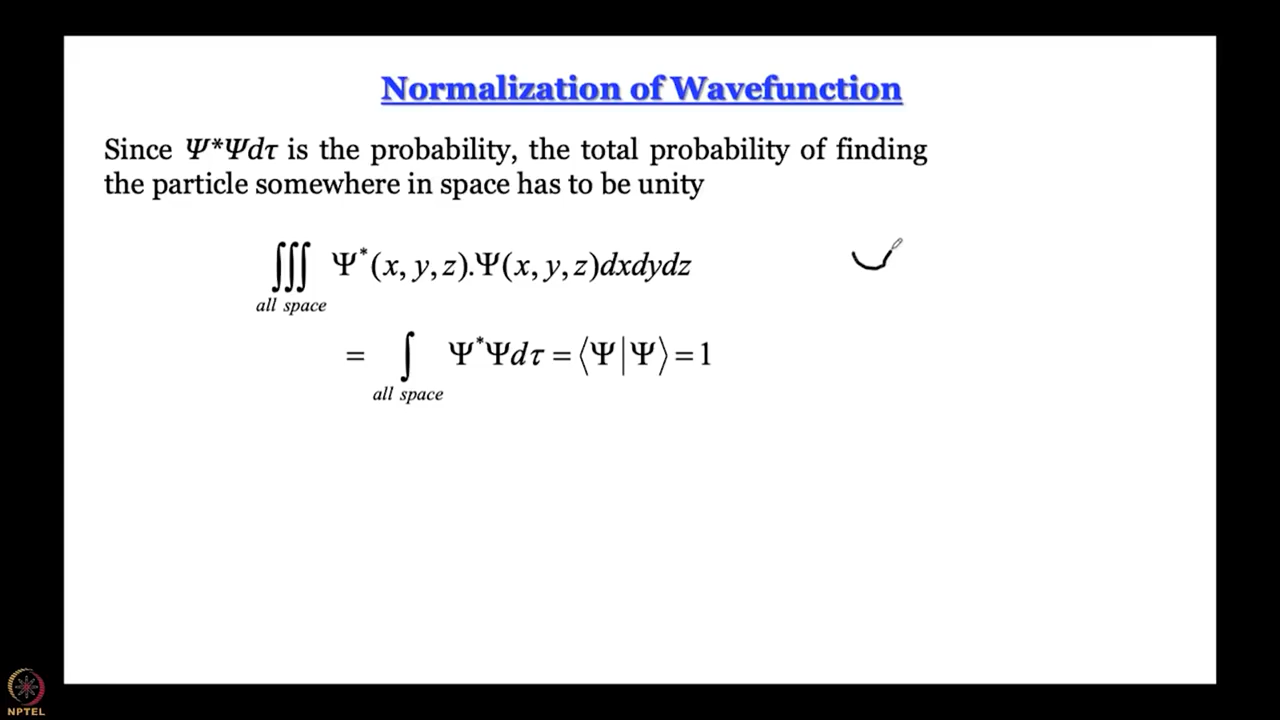 Normalization of Wavefunction
Since Ψ*Ψdτ is the probability, the total probability of finding
the particle somewhere in space has to be unity
∭ Ψ*(x, y, z).Ψ(x, y, z)dxdydz
all space
= ∫ Ψ*Ψdτ = ⟨Ψ|Ψ⟩ = 1
all space
NPTEL